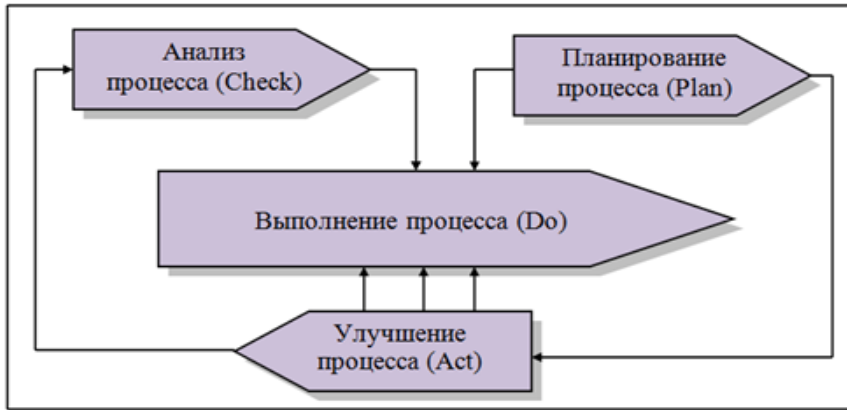 Анализ
процесса (Check)
Планирование
процесса (Plan)
Выполнение процесса (Do)
Улучшение
процесса (Act)